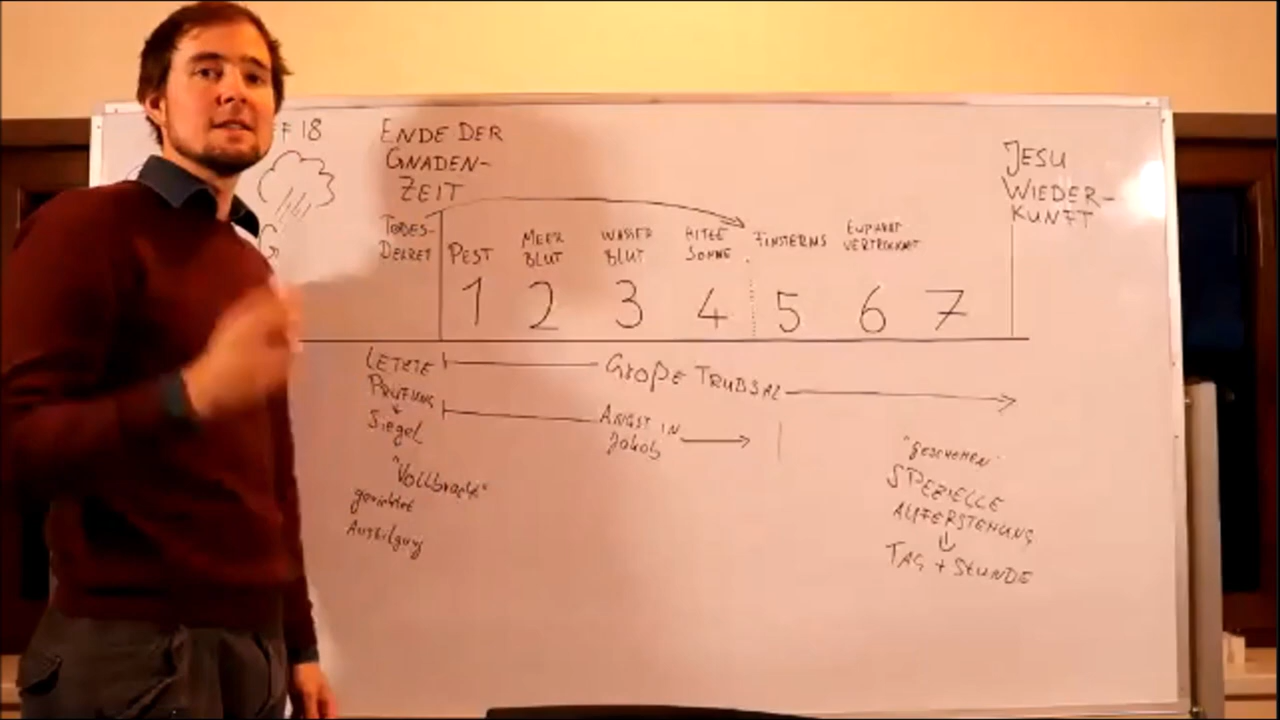 F 18
ENDE DER
GNADEN-
ZEIT
JESU
WIEDER-
KUNFT
TODES-
DEKRET
PEST
MEER
BLUT
WASSER
BLUT
HITZE
SONNE
FINSTERNIS
EUPHRAT
VERTROCKNET
1 2 3 4 5 6 7
LETZTE
PRÜFUNG
Siegel
"Vollbracht"
gerichtet
Austilgung
GROßE TRÜBSAL
ANGST IN
Jakob
"geschehen"
SPEZIELLE
AUFERSTEHUNG
TAG + STUNDE